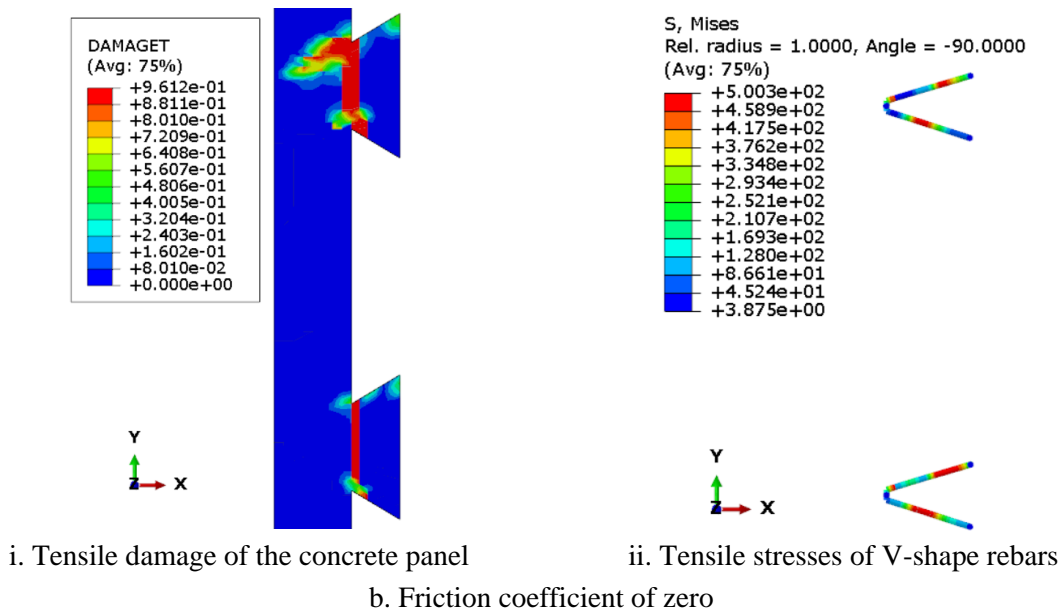 DAMAGET
(Avg: 75%)
+9.612e-01
+8.811e-01
+8.010e-01
+7.209e-01
+6.408e-01
+5.607e-01
+4.806e-01
+4.005e-01
+3.204e-01
+2.403e-01
+1.602e-01
+8.010e-02
+0.000e+00
Y
Z
X
S, Mises
Rel. radius = 1.0000, Angle = -90.0000
(Avg: 75%)
+5.003e+02
+4.589e+02
+4.175e+02
+3.762e+02
+3.348e+02
+2.934e+02
+2.521e+02
+2.107e+02
+1.693e+02
+1.280e+02
+8.661e+01
+4.524e+01
+3.875e+00
Y
Z
X
i. Tensile damage of the concrete panel
ii. Tensile stresses of V-shape rebars
b. Friction coefficient of zero